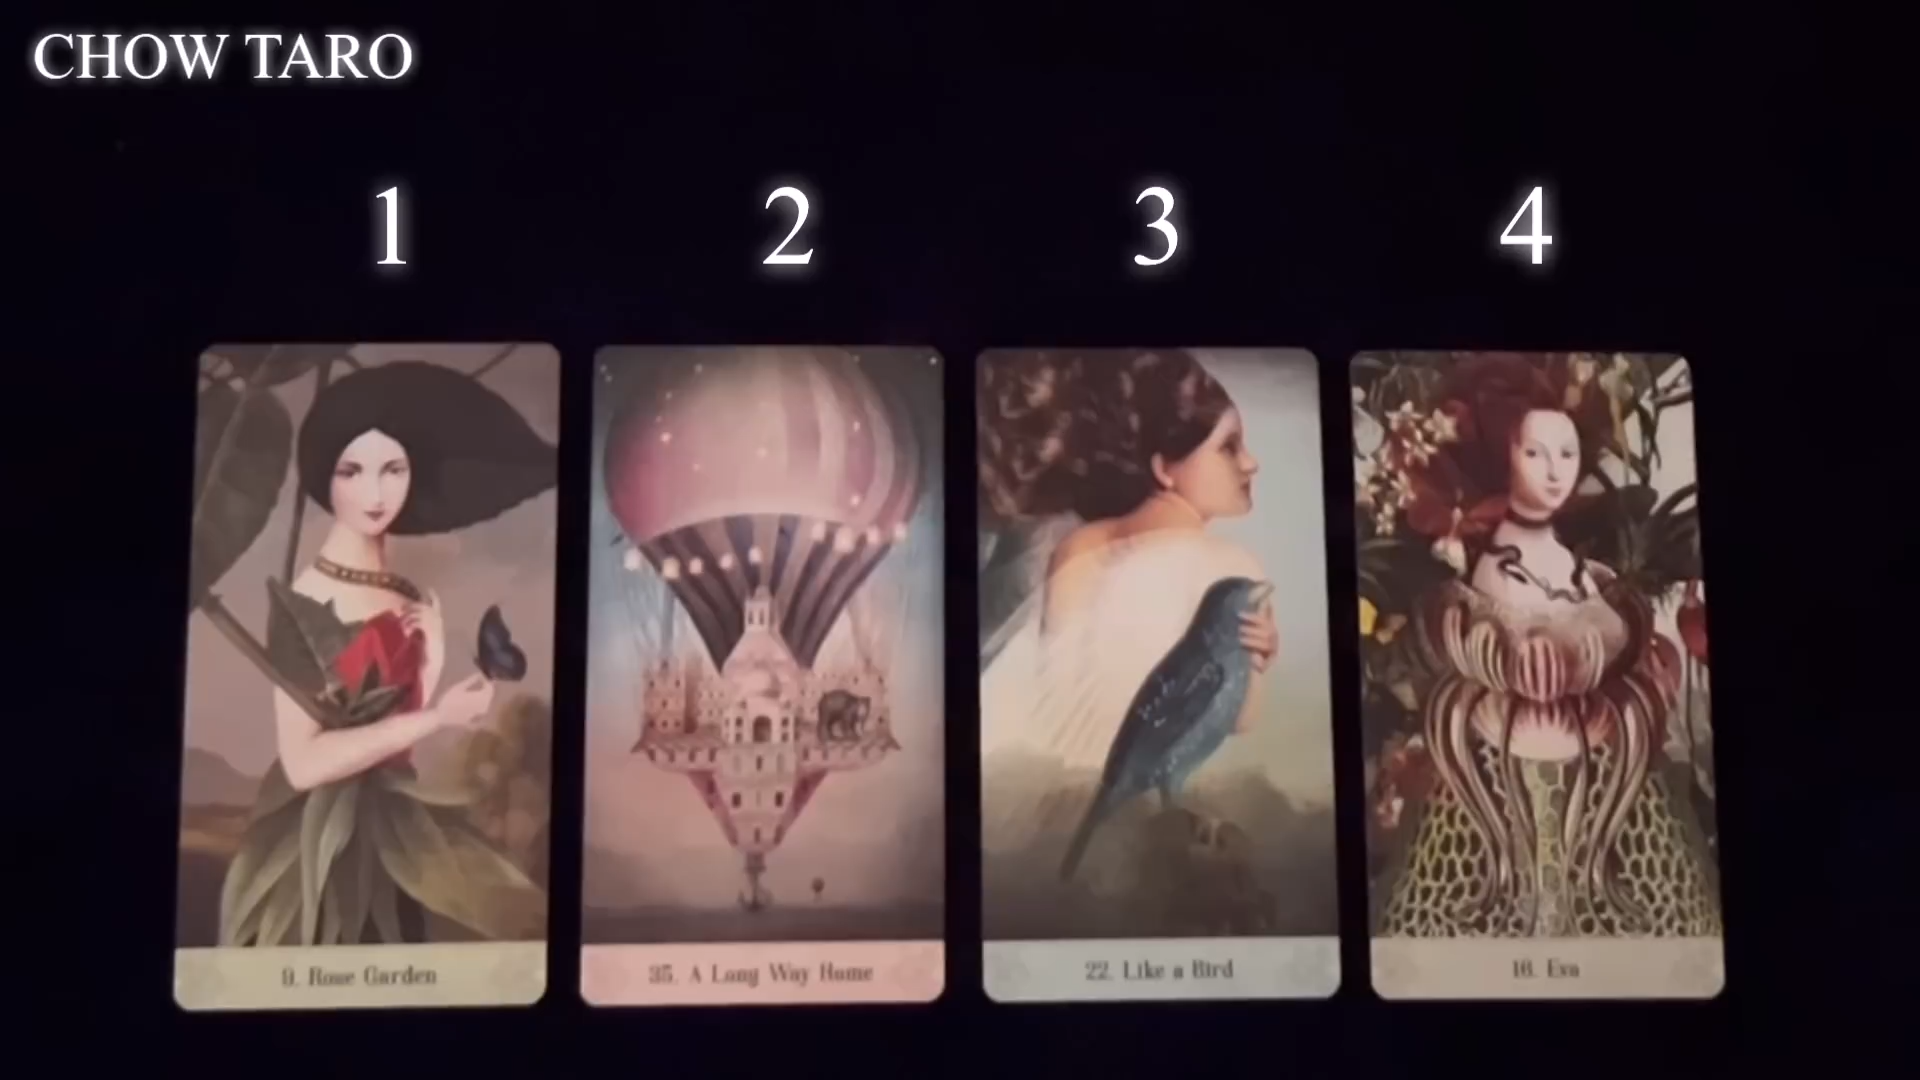 CHOW TARO
1
2
3
4
9. Rose Garden
35. A Long Way Home
22. Like a Bird
16. Eva